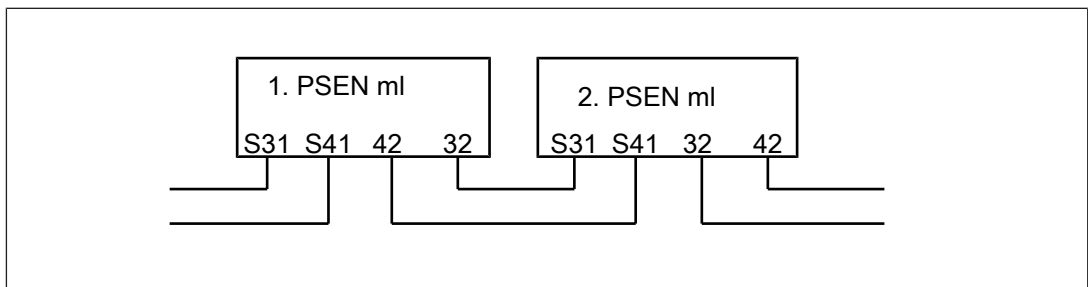 1. PSEN ml
2. PSEN ml
S31 S41 42 32
S31 S41 32 42